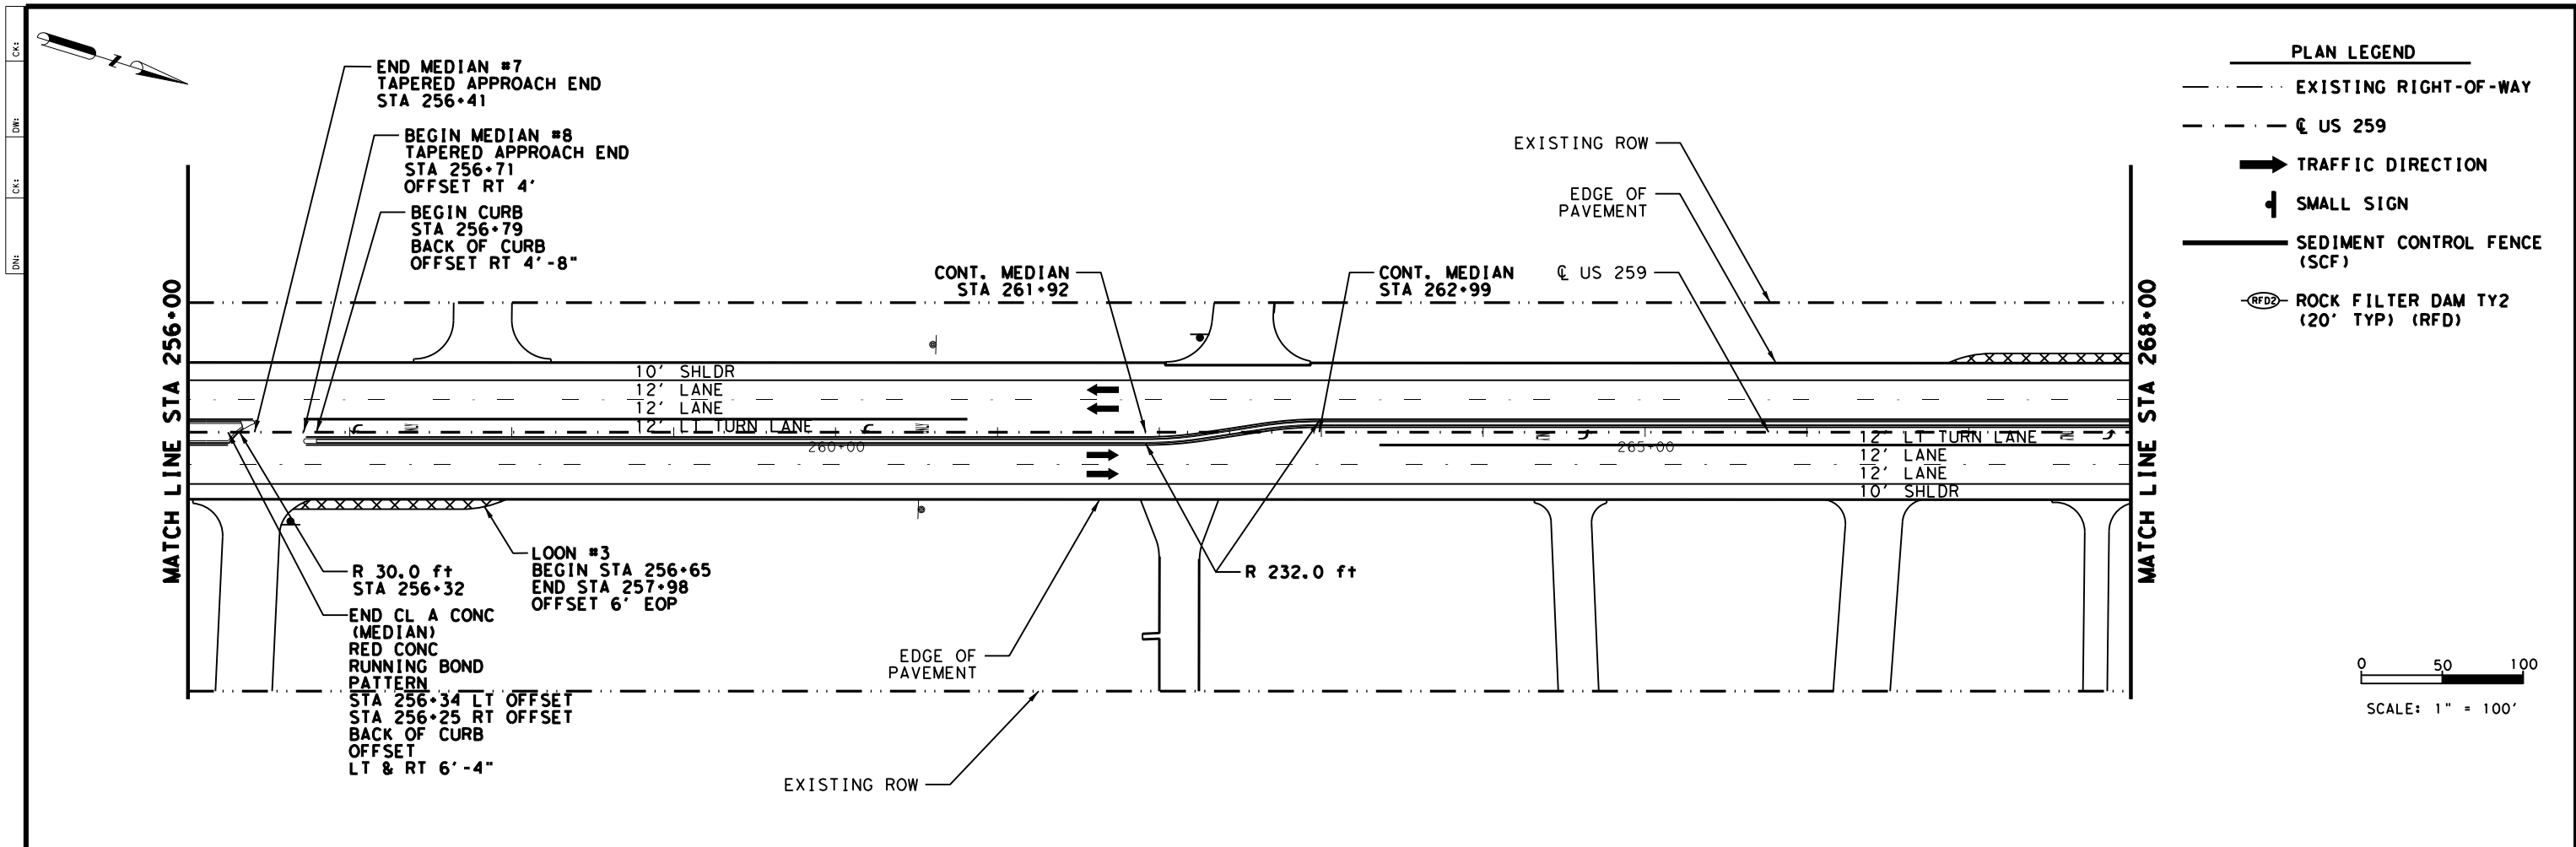 CK:
DW:
CK:
DN:
END MEDIAN #7
TAPERED APPROACH END
STA 256+41
BEGIN MEDIAN #8
TAPERED APPROACH END
STA 256+71
OFFSET RT 4'
BEGIN CURB
STA 256+79
BACK OF CURB
OFFSET RT 4'-8"
CONT. MEDIAN
STA 261+92
CONT. MEDIAN
STA 262+99
EXISTING ROW
EDGE OF
PAVEMENT
℄ US 259
MATCH LINE STA 256+00
MATCH LINE STA 268+00
10' SHLDR
12' LANE
12' LANE
12' LT TURN LANE
260+00
265+00
12' LT TURN LANE
12' LANE
12' LANE
10' SHLDR
R 30.0 ft
STA 256+32
END CL A CONC
(MEDIAN)
RED CONC
RUNNING BOND
PATTERN
STA 256+34 LT OFFSET
STA 256+25 RT OFFSET
BACK OF CURB
OFFSET
LT & RT 6'-4"
LOON #3
BEGIN STA 256+65
END STA 257+98
OFFSET 6' EOP
R 232.0 ft
EDGE OF
PAVEMENT
EXISTING ROW
PLAN LEGEND
EXISTING RIGHT-OF-WAY
℄ US 259
TRAFFIC DIRECTION
SMALL SIGN
SEDIMENT CONTROL FENCE
(SCF)
RFD2
ROCK FILTER DAM TY2
(20' TYP) (RFD)
0 50 100
SCALE: 1" = 100'